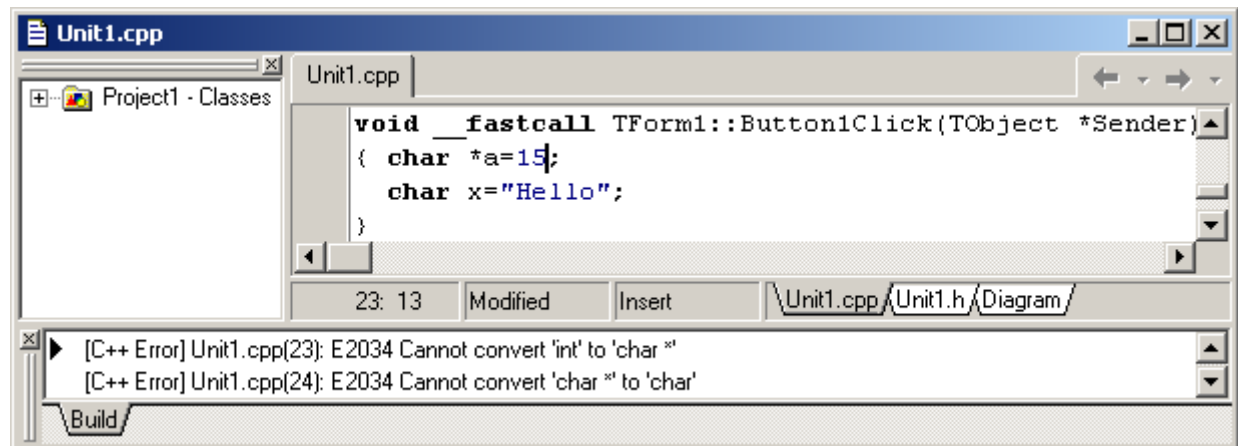 Unit1.cpp
Project1 - Classes
Unit1.cpp
void __fastcall TForm1::Button1Click(TObject *Sender)
{ char *a=15;
char x="Hello";
}
23: 13 Modified Insert Unit1.cpp Unit1.h Diagram
[C++ Error] Unit1.cpp(23): E2034 Cannot convert 'int' to 'char *'
[C++ Error] Unit1.cpp(24): E2034 Cannot convert 'char *' to 'char'
Build